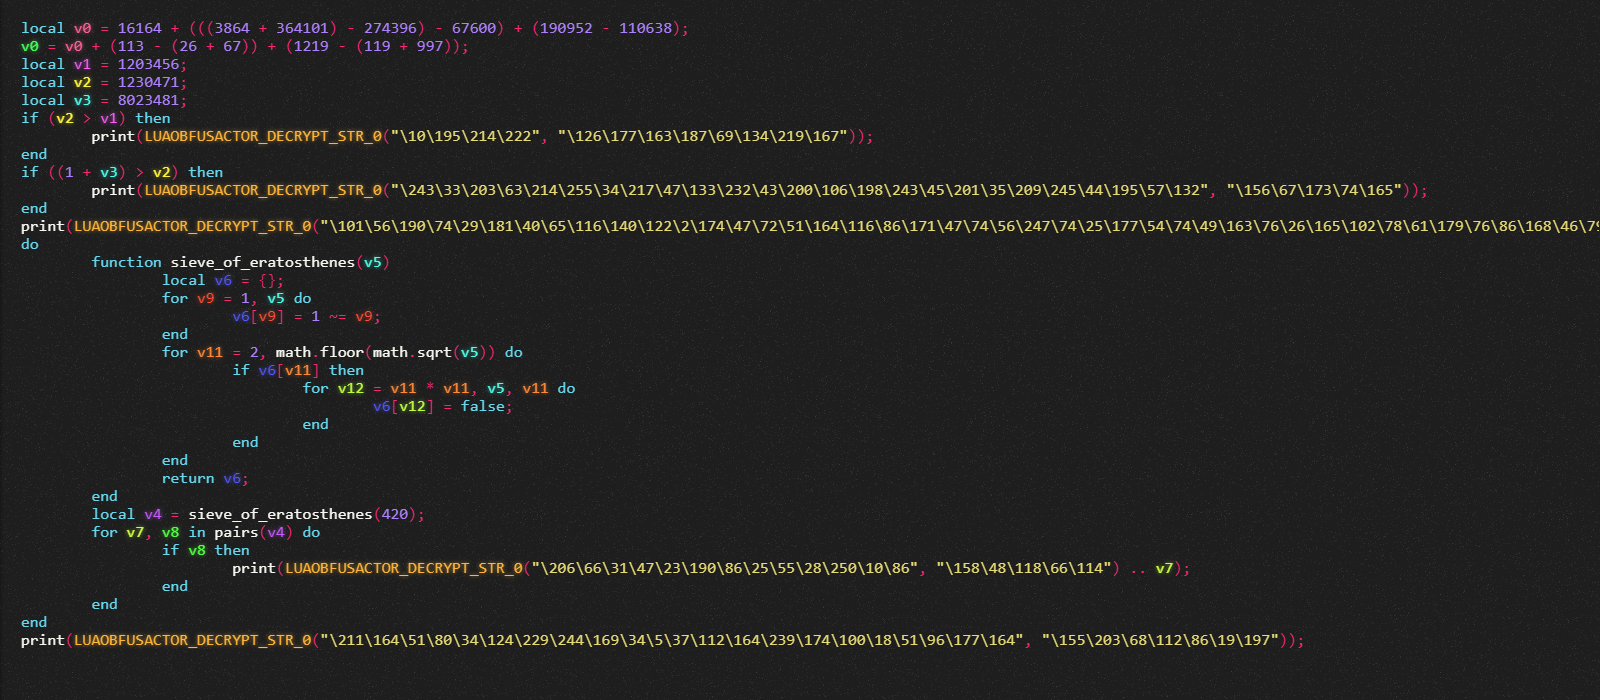 local v0 = 16164 + (((3864 + 364101) - 274396) - 67600) + (190952 - 110638);
v0 = v0 + (113 - (26 + 67)) + (1219 - (119 + 997));
local v1 = 1203456;
local v2 = 1230471;
local v3 = 8023481;
if (v2 > v1) then
print(LUAOBFUSACTOR_DECRYPT_STR_0("\10\195\214\222", "\126\177\163\187\69\134\219\167"));
end
if ((1 + v3) > v2) then
print(LUAOBFUSACTOR_DECRYPT_STR_0("\243\33\203\63\214\255\34\217\47\133\232\43\200\106\198\243\45\201\35\209\245\44\195\57\132", "\156\67\173\74\165"));
end
print(LUAOBFUSACTOR_DECRYPT_STR_0("\101\56\190\74\29\181\40\65\116\140\122\2\174\47\72\51\164\116\86\171\47\74\56\247\74\25\177\54\74\49\163\76\26\165\102\78\61\179\76\86\168\46\79
do
function sieve_of_eratosthenes(v5)
local v6 = {};
for v9 = 1, v5 do
v6[v9] = 1 ~= v9;
end
for v11 = 2, math.floor(math.sqrt(v5)) do
if v6[v11] then
for v12 = v11 * v11, v5, v11 do
v6[v12] = false;
end
end
end
return v6;
end
local v4 = sieve_of_eratosthenes(420);
for v7, v8 in pairs(v4) do
if v8 then
print(LUAOBFUSACTOR_DECRYPT_STR_0("\206\66\31\47\23\190\86\25\55\28\250\10\86", "\158\48\118\66\114") .. v7);
end
end
end
print(LUAOBFUSACTOR_DECRYPT_STR_0("\211\164\51\80\34\124\229\244\169\34\5\37\112\164\239\174\100\18\51\96\177\164", "\155\203\68\112\86\19\197"));